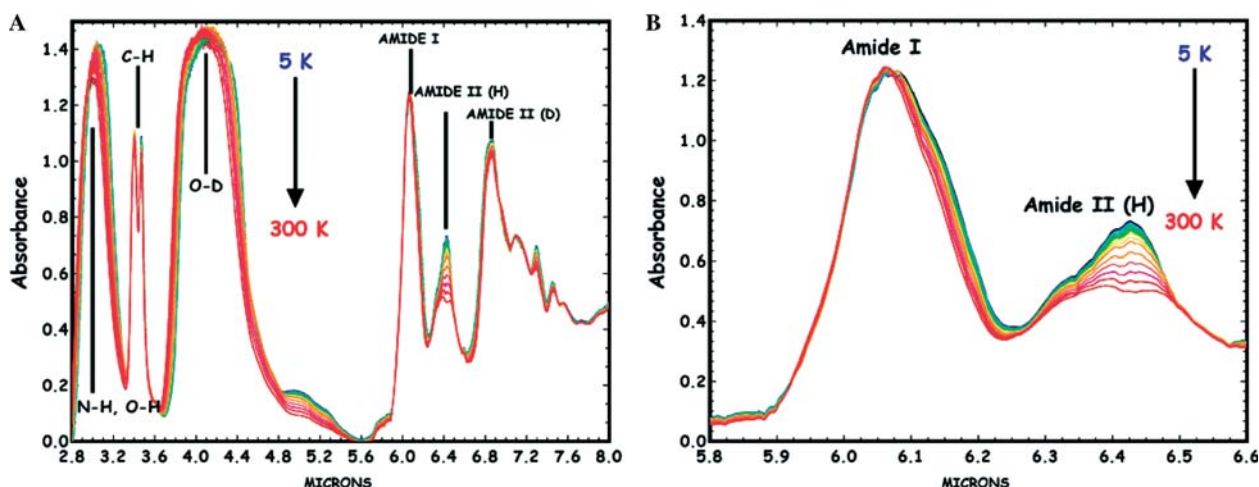 A
1.4
1.2
1.0
0.8
0.6
0.4
0.2
0.0
Absorbance
C-H
N-H, O-H
O-D
5 K
300 K
AMIDE I
AMIDE II (H)
AMIDE II (D)
2.8 3.2 3.6 4.0 4.4 4.8 5.2 5.6 6.0 6.4 6.8 7.2 7.6 8.0
MICRONS
B
1.4
1.2
1.0
0.8
0.6
0.4
0.2
0.0
Absorbance
Amide I
5 K
Amide II (H)
300 K
5.8 5.9 6.0 6.1 6.2 6.3 6.4 6.5 6.6
MICRONS